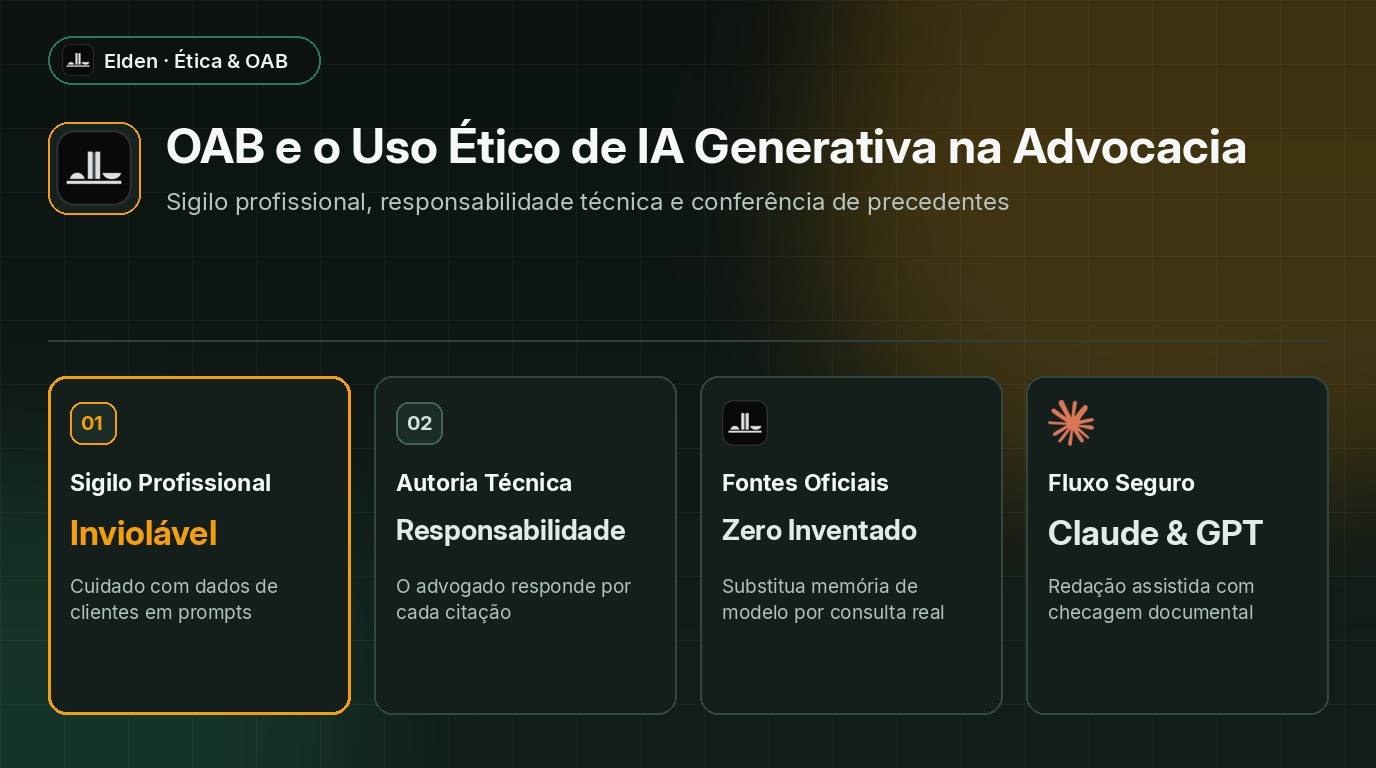 Elden · Ética & OAB
OAB e o Uso Ético de IA Generativa na Advocacia
Sigilo profissional, responsabilidade técnica e conferência de precedentes
01
Sigilo Profissional
Inviolável
Cuidado com dados de
clientes em prompts
02
Autoria Técnica
Responsabilidade
O advogado responde por
cada citação
Fontes Oficiais
Zero Inventado
Substitua memória de
modelo por consulta real
Fluxo Seguro
Claude & GPT
Redação assistida com
checagem documental